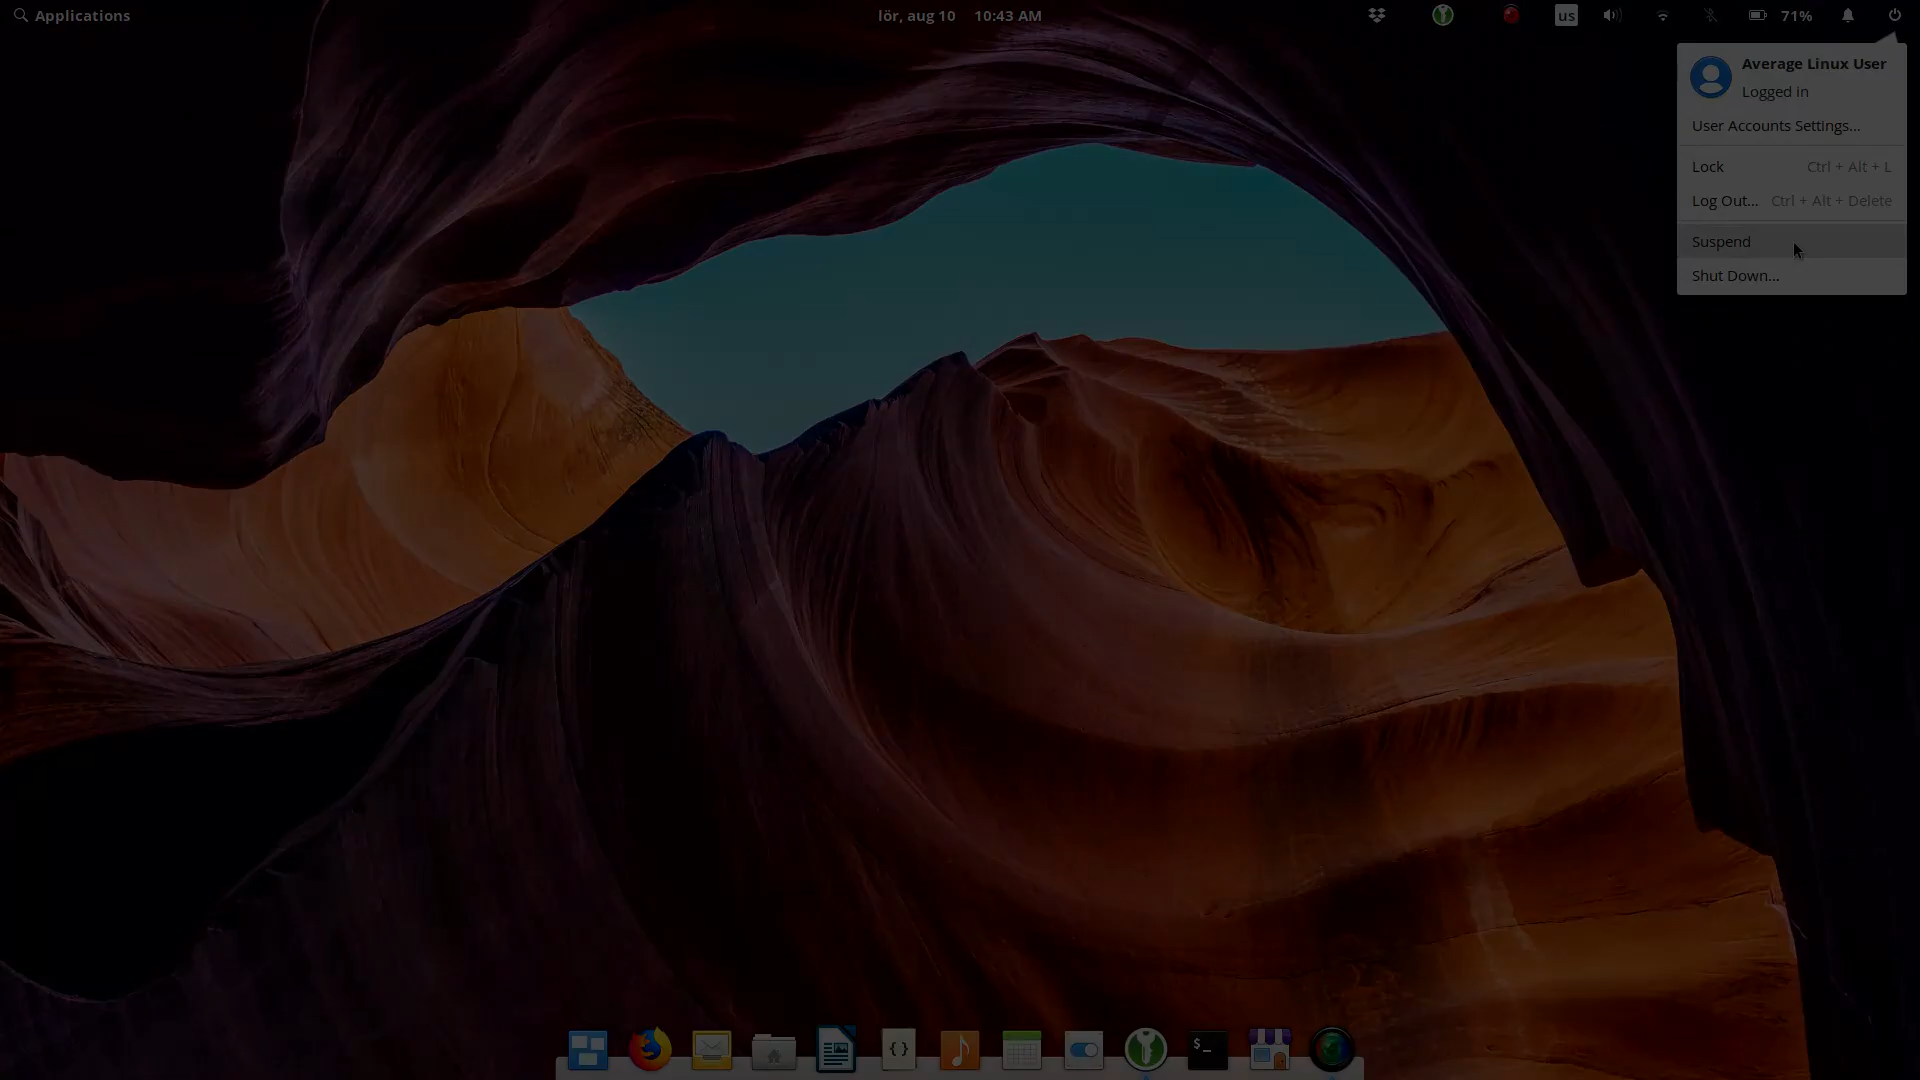 Applications
lör, aug 10 10:43 AM
us
71%
Average Linux User
Logged in
User Accounts Settings...
Lock Ctrl + Alt + L
Log Out... Ctrl + Alt + Delete
Suspend
Shut Down...
{}
$_